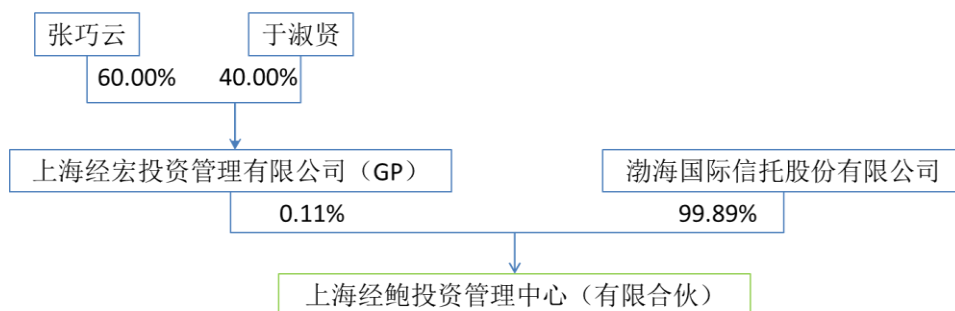 张巧云
于淑贤
60.00%
40.00%
上海经宏投资管理有限公司（GP）
渤海国际信托股份有限公司
0.11%
99.89%
上海经鲍投资管理中心（有限合伙）